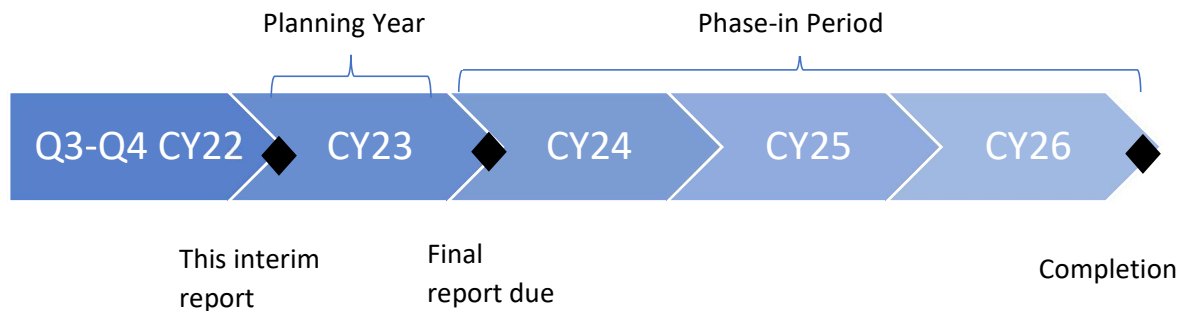 Planning Year
Phase-in Period
Q3-Q4 CY22
CY23
CY24
CY25
CY26
This interim
report
Final
report due
Completion